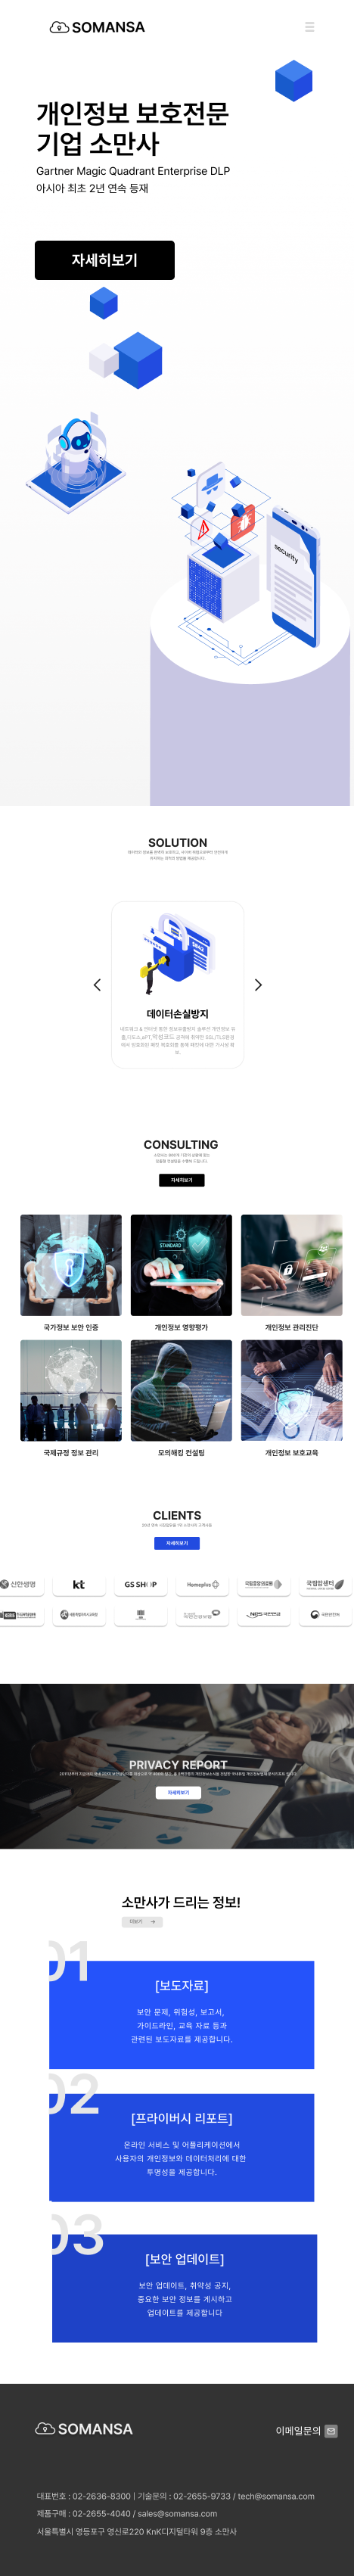 SOMANSA
개인정보 보호전문
기업 소만사
Gartner Magic Quadrant Enterprise DLP
아시아 최초 2년 연속 등재
자세히보기
security
SOLUTION
데이터손실방지
CONSULTING
자세히보기
STANDARD
국가정보 보안 인증
개인정보 영향평가
개인정보 관리진단
국제규정 정보 관리
모의해킹 컨설팅
개인정보 보호교육
CLIENTS
자세히보기
신한생명
kt
GS SHOP
Homeplus
국립중앙의료원
국립암센터
NPS 국민연금
PRIVACY REPORT
자세히보기
소만사가 드리는 정보!
더보기 →
01
[보도자료]
보안 문제, 위험성, 보고서,
가이드라인, 교육 자료 등과
관련된 보도자료를 제공합니다.
02
[프라이버시 리포트]
온라인 서비스 및 어플리케이션에서
사용자의 개인정보와 데이터처리에 대한
투명성을 제공합니다.
03
[보안 업데이트]
보안 업데이트, 취약성 공지,
중요한 보안 정보를 게시하고
업데이트를 제공합니다
SOMANSA
이메일문의
대표번호 : 02-2636-8300 | 기술문의 : 02-2655-9733 / tech@somansa.com
제품구매 : 02-2655-4040 / sales@somansa.com
서울특별시 영등포구 영신로220 KnK디지털타워 9층 소만사